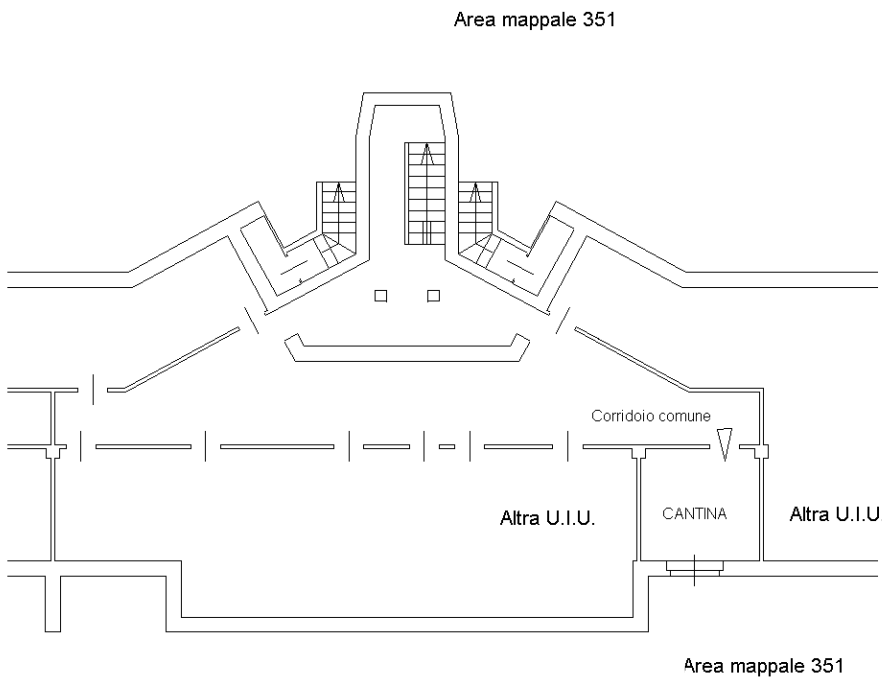 Area mappale 351
Corridoio comune
Altra U.I.U.
CANTINA
Altra U.I.U
Area mappale 351